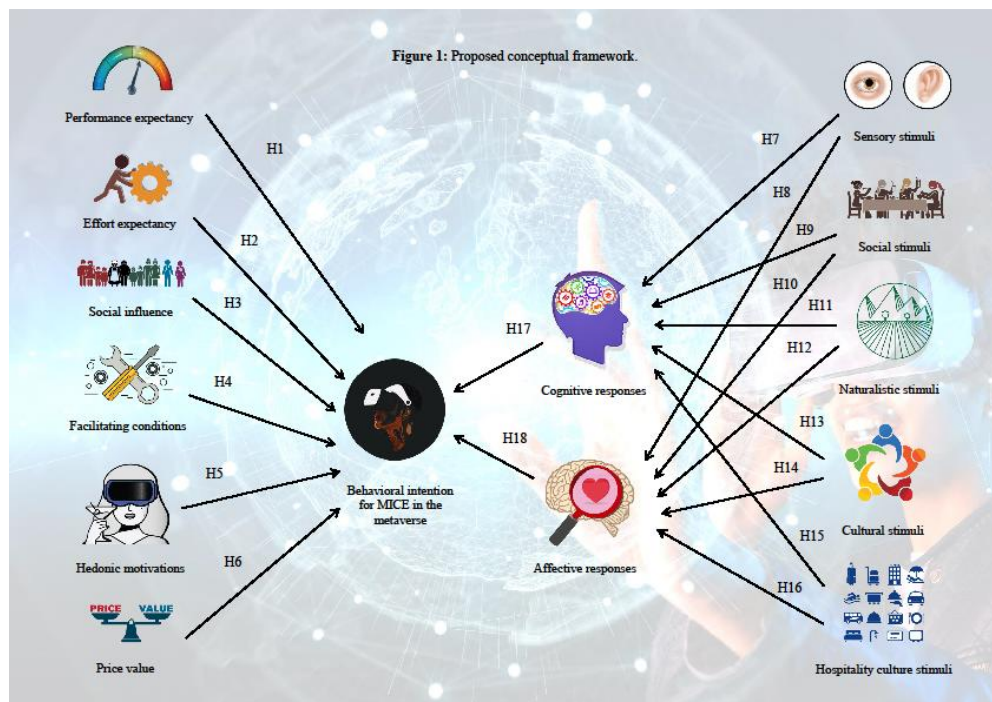 Figure 1: Proposed conceptual framework.
Performance expectancy
Sensory stimuli
H1
H7
H8
Effort expectancy
Social stimuli
H2
H9
Social influence
H3
H10
H11
H17
H12
Cognitive responses
Naturalistic stimuli
Facilitating conditions
H4
H13
H5
H18
H14
Behavioral intention
for MICE in the
metaverse
Cultural stimuli
Hedonic motivations
Affective responses
H15
H6
H16
PRICE VALUE
Price value
Hospitality culture stimuli